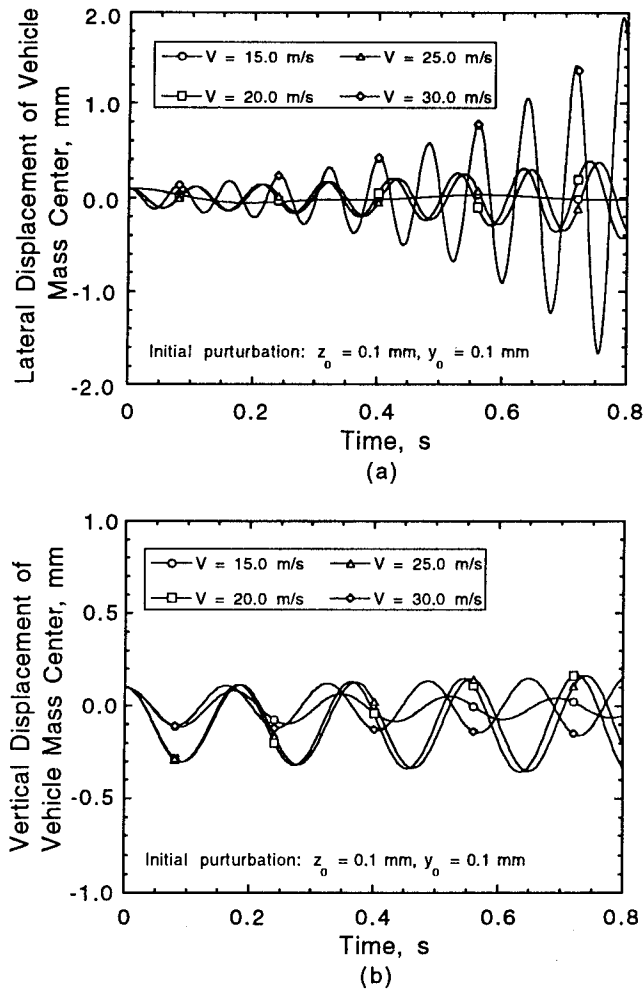 2.0
1.0
0.0
-1.0
-2.0
Lateral Displacement of Vehicle
Mass Center, mm
V = 15.0 m/s
V = 25.0 m/s
V = 20.0 m/s
V = 30.0 m/s
Initial purturbation: z₀ = 0.1 mm, y₀ = 0.1 mm
0 0.2 0.4 0.6 0.8
Time, s
(a)
1.0
0.5
0.0
-0.5
-1.0
Vertical Displacement of
Vehicle Mass Center, mm
V = 15.0 m/s
V = 25.0 m/s
V = 20.0 m/s
V = 30.0 m/s
Initial purturbation: z₀ = 0.1 mm, y₀ = 0.1 mm
0 0.2 0.4 0.6 0.8
Time, s
(b)